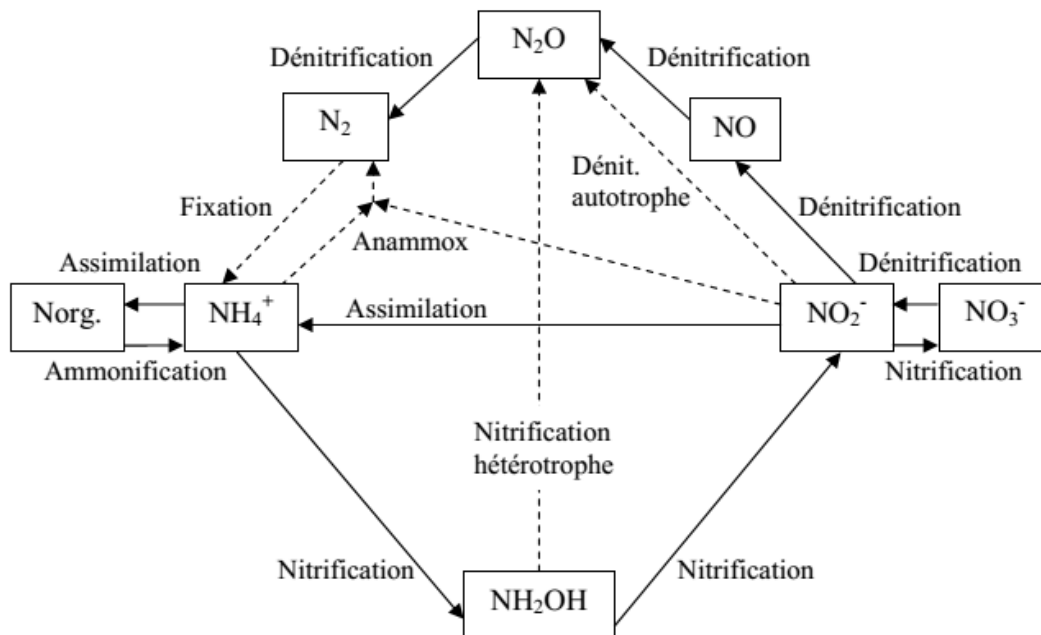 N₂O
Dénitrification
Dénitrification
N₂
NO
Dénit.
autotrophe
Fixation
Dénitrification
Anammox
Assimilation
Dénitrification
Norg.
NH₄⁺
Assimilation
NO₂⁻
NO₃⁻
Ammonification
Nitrification
Nitrification
hétérotrophe
Nitrification
Nitrification
NH₂OH